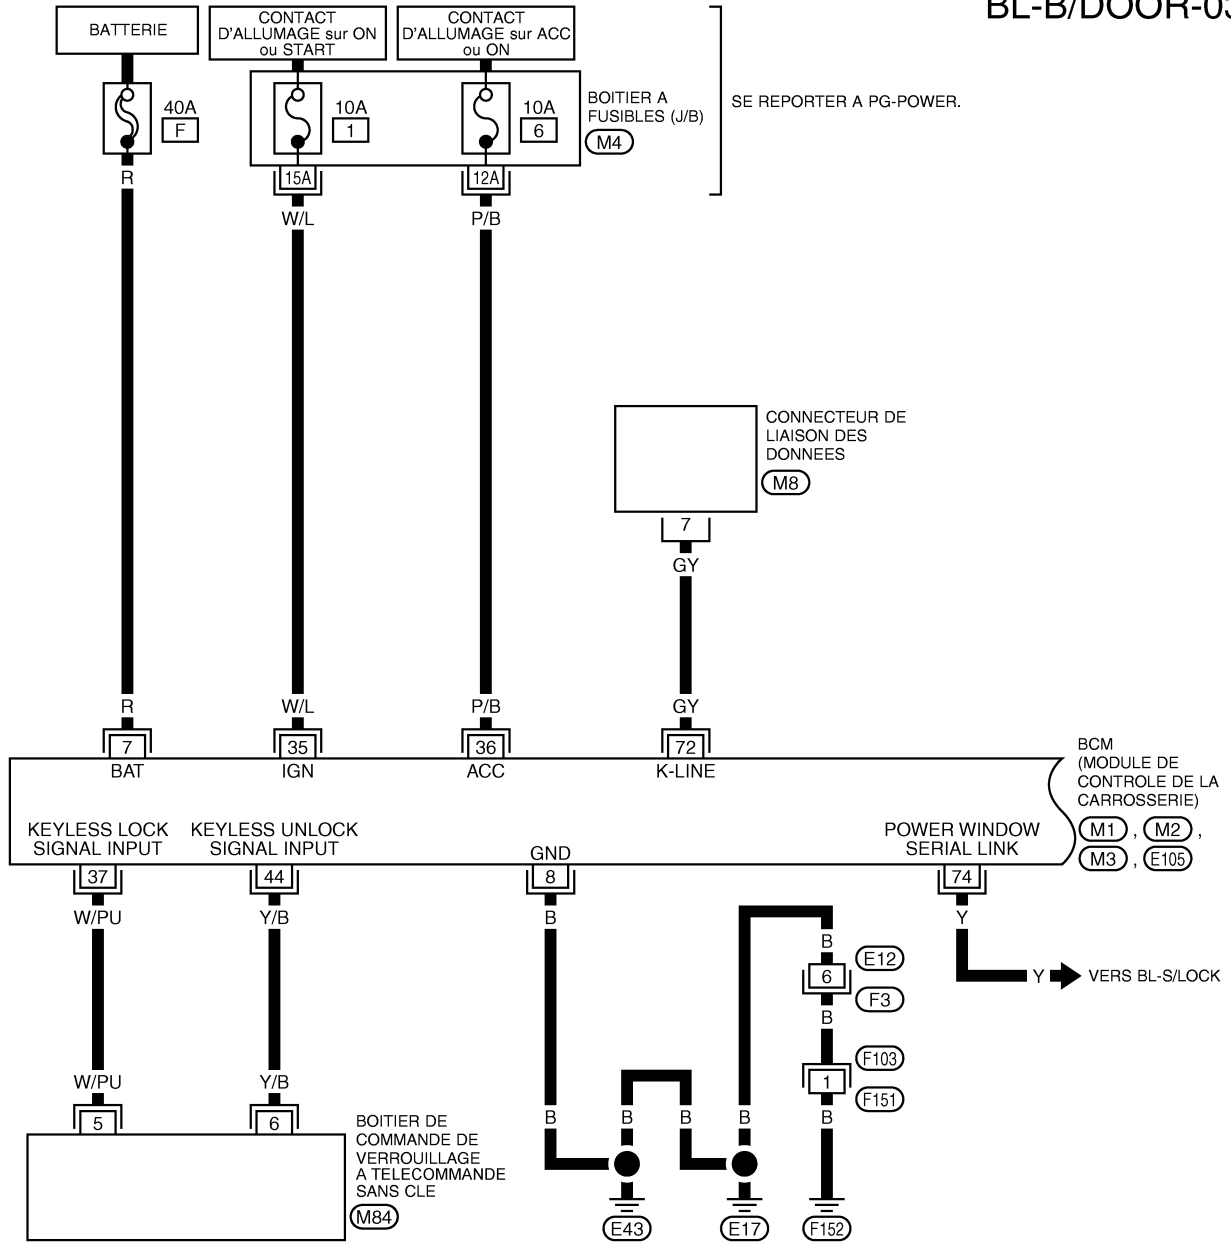 BL-B/DOOR-03
BATTERIE
CONTACT
D'ALLUMAGE sur ON
ou START
CONTACT
D'ALLUMAGE sur ACC
ou ON
40A
F
10A
1
10A
6
BOITIER A
FUSIBLES (J/B)
M4
SE REPORTER A PG-POWER.
R
15A
12A
W/L
P/B
CONNECTEUR DE
LIAISON DES
DONNEES
M8
7
GY
R
W/L
P/B
GY
7
35
36
72
BAT
IGN
ACC
K-LINE
BCM
(MODULE DE
CONTROLE DE LA
CARROSSERIE)
M1 , M2 ,
M3 , E105
KEYLESS LOCK
SIGNAL INPUT
KEYLESS UNLOCK
SIGNAL INPUT
GND
POWER WINDOW
SERIAL LINK
37
44
8
74
W/PU
Y/B
B
Y
B
E12
6
F3
Y
VERS BL-S/LOCK
B
F103
1
F151
W/PU
Y/B
B
B
B
B
B
5
6
BOITIER DE
COMMANDE DE
VERROUILLAGE
A TELECOMMANDE
SANS CLE
M84
E43
E17
F152